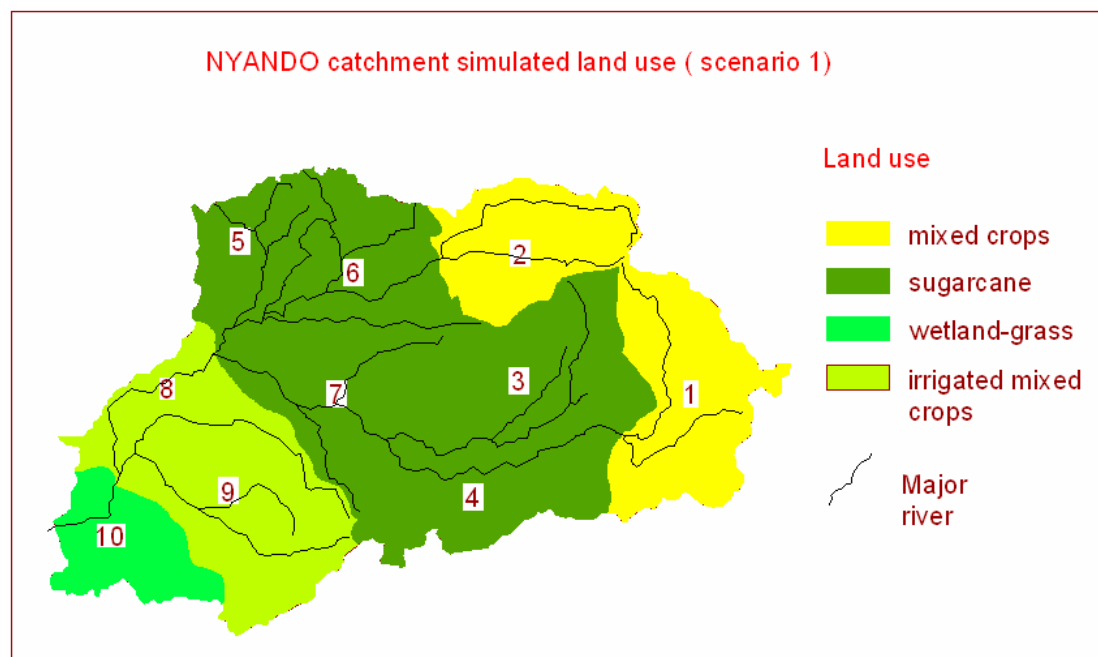 NYANDO catchment simulated land use ( scenario 1)
Land use
mixed crops
sugarcane
wetland-grass
irrigated mixed
crops
Major
river
5
6
2
8
7
3
1
9
4
10